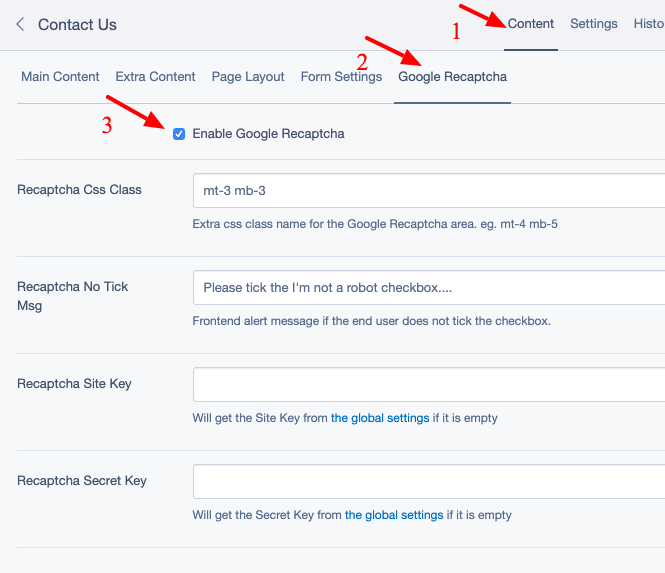 Contact Us
1
Content
Settings
Histo
Main Content
Extra Content
Page Layout
Form Settings
2
Google Recaptcha
3
Enable Google Recaptcha
Recaptcha Css Class
mt-3 mb-3
Extra css class name for the Google Recaptcha area. eg. mt-4 mb-5
Recaptcha No Tick
Msg
Please tick the I'm not a robot checkbox....
Frontend alert message if the end user does not tick the checkbox.
Recaptcha Site Key
Will get the Site Key from the global settings if it is empty
Recaptcha Secret Key
Will get the Secret Key from the global settings if it is empty